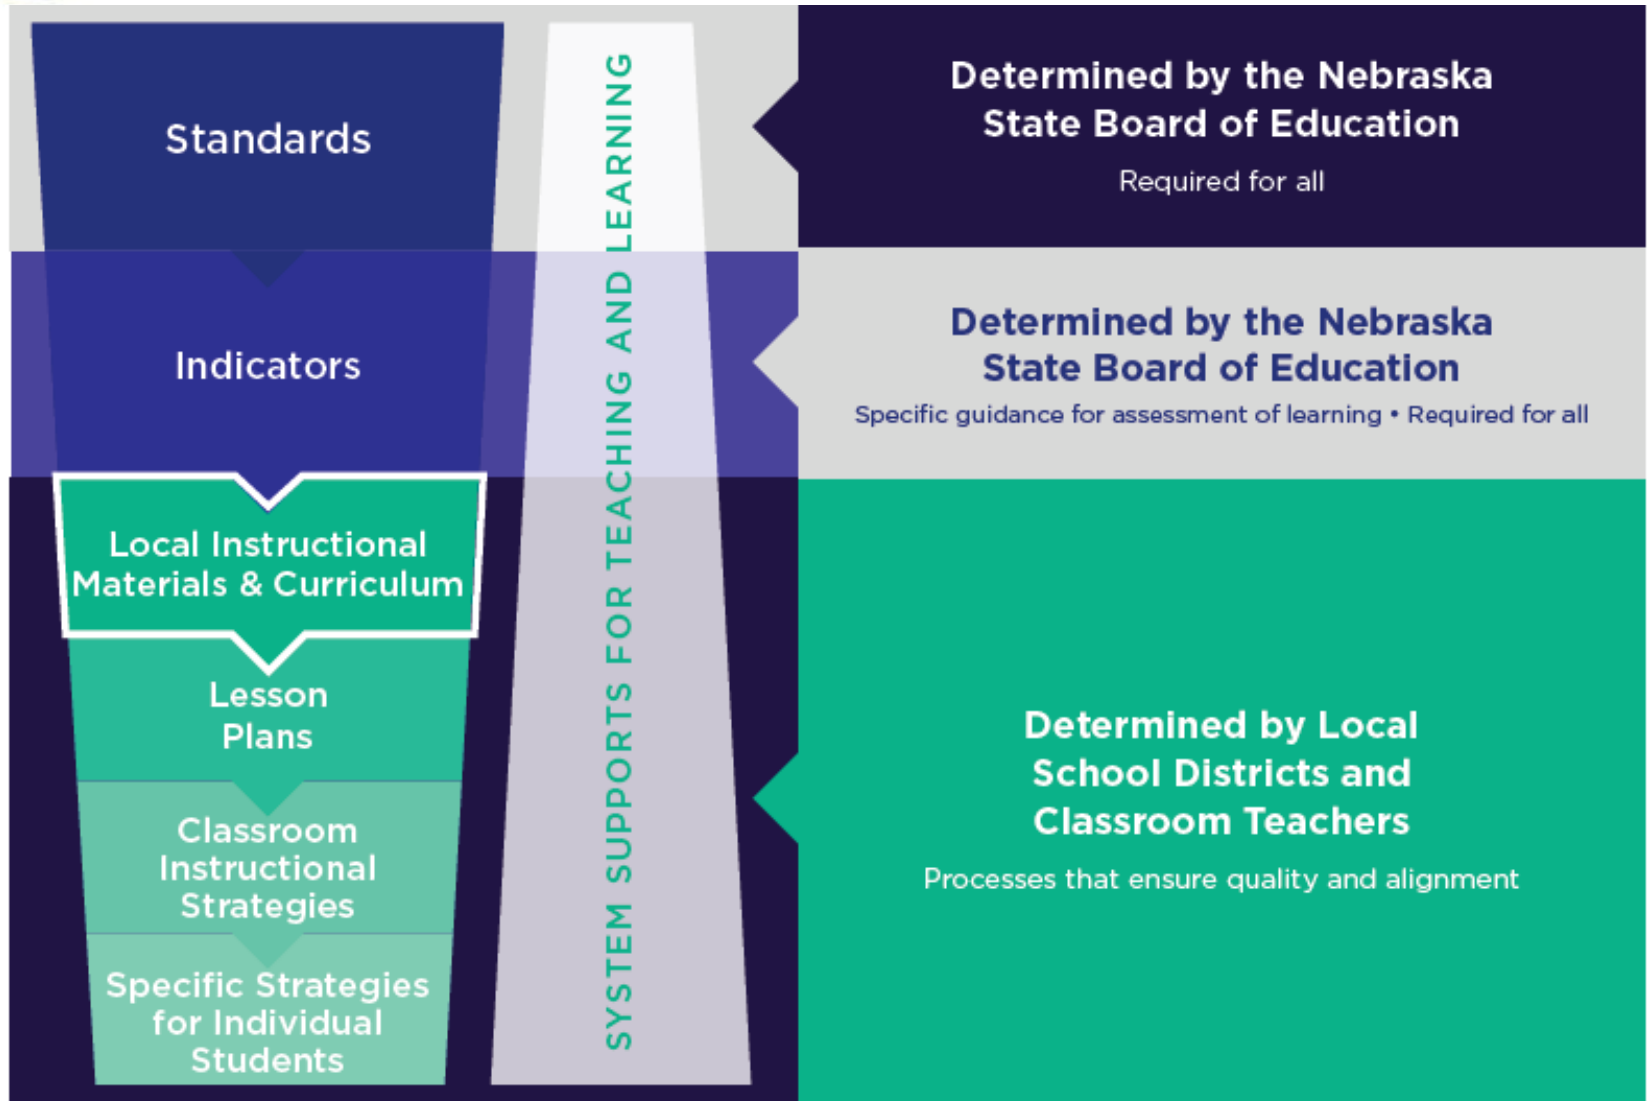 Standards
Indicators
Local Instructional
Materials & Curriculum
Lesson
Plans
Classroom
Instructional
Strategies
Specific Strategies
for Individual
Students
SYSTEM SUPPORTS FOR TEACHING AND LEARNING
Determined by the Nebraska
State Board of Education
Required for all
Determined by the Nebraska
State Board of Education
Specific guidance for assessment of learning • Required for all
Determined by Local
School Districts and
Classroom Teachers
Processes that ensure quality and alignment